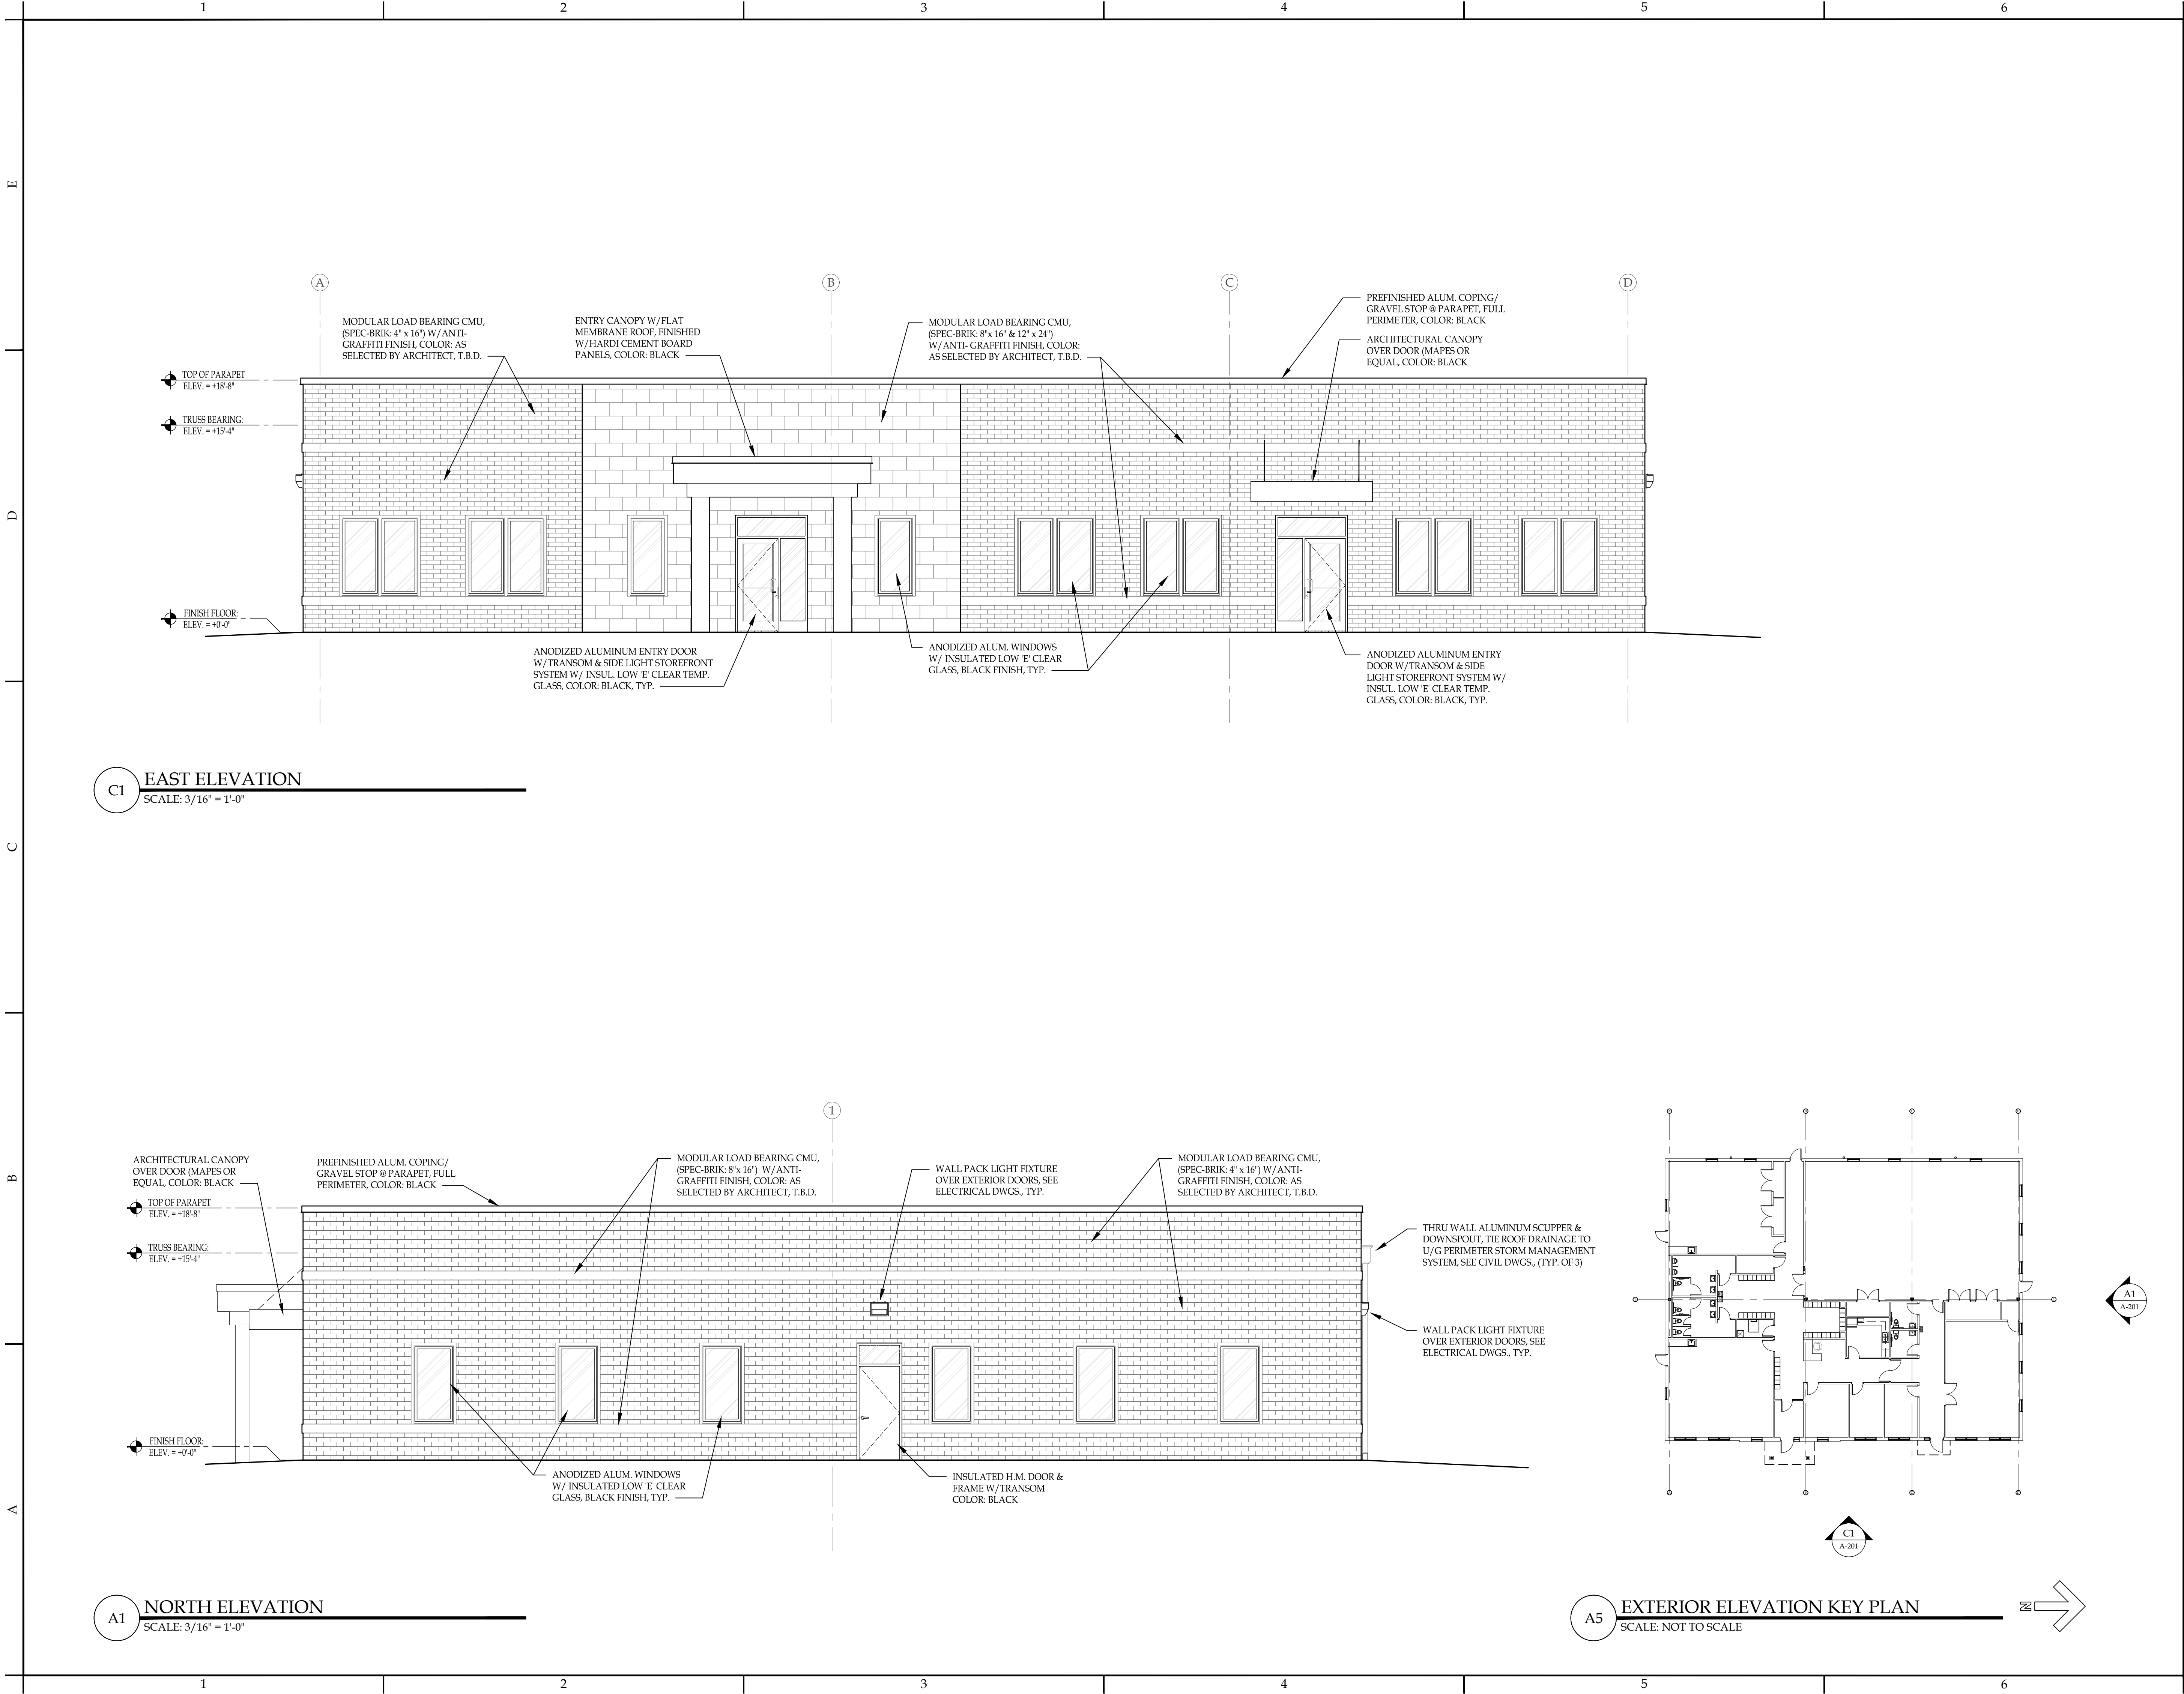 1 2 3 4 5 6
E
D
C
B
A
A B C D
MODULAR LOAD BEARING CMU,
(SPEC-BRIK: 4" x 16") W/ANTI-
GRAFFITI FINISH, COLOR: AS
SELECTED BY ARCHITECT, T.B.D.
ENTRY CANOPY W/FLAT
MEMBRANE ROOF, FINISHED
W/HARDI CEMENT BOARD
PANELS, COLOR: BLACK
MODULAR LOAD BEARING CMU,
(SPEC-BRIK: 8"x 16" & 12" x 24")
W/ANTI- GRAFFITI FINISH, COLOR:
AS SELECTED BY ARCHITECT, T.B.D.
PREFINISHED ALUM. COPING/
GRAVEL STOP @ PARAPET, FULL
PERIMETER, COLOR: BLACK
ARCHITECTURAL CANOPY
OVER DOOR (MAPES OR
EQUAL, COLOR: BLACK
TOP OF PARAPET
ELEV. = +18'-8"
TRUSS BEARING:
ELEV. = +15'-4"
FINISH FLOOR:
ELEV. = +0'-0"
ANODIZED ALUMINUM ENTRY DOOR
W/TRANSOM & SIDE LIGHT STOREFRONT
SYSTEM W/ INSUL. LOW 'E' CLEAR TEMP.
GLASS, COLOR: BLACK, TYP.
ANODIZED ALUM. WINDOWS
W/ INSULATED LOW 'E' CLEAR
GLASS, BLACK FINISH, TYP.
ANODIZED ALUMINUM ENTRY
DOOR W/TRANSOM & SIDE
LIGHT STOREFRONT SYSTEM W/
INSUL. LOW 'E' CLEAR TEMP.
GLASS, COLOR: BLACK, TYP.
C1
EAST ELEVATION
SCALE: 3/16" = 1'-0"
1
ARCHITECTURAL CANOPY
OVER DOOR (MAPES OR
EQUAL, COLOR: BLACK
PREFINISHED ALUM. COPING/
GRAVEL STOP @ PARAPET, FULL
PERIMETER, COLOR: BLACK
MODULAR LOAD BEARING CMU,
(SPEC-BRIK: 8"x 16") W/ANTI-
GRAFFITI FINISH, COLOR: AS
SELECTED BY ARCHITECT, T.B.D.
WALL PACK LIGHT FIXTURE
OVER EXTERIOR DOORS, SEE
ELECTRICAL DWGS., TYP.
MODULAR LOAD BEARING CMU,
(SPEC-BRIK: 4" x 16") W/ANTI-
GRAFFITI FINISH, COLOR: AS
SELECTED BY ARCHITECT, T.B.D.
TOP OF PARAPET
ELEV. = +18'-8"
TRUSS BEARING:
ELEV. = +15'-4"
FINISH FLOOR:
ELEV. = +0'-0"
THRU WALL ALUMINUM SCUPPER &
DOWNSPOUT, TIE ROOF DRAINAGE TO
U/G PERIMETER STORM MANAGEMENT
SYSTEM, SEE CIVIL DWGS., (TYP. OF 3)
WALL PACK LIGHT FIXTURE
OVER EXTERIOR DOORS, SEE
ELECTRICAL DWGS., TYP.
ANODIZED ALUM. WINDOWS
W/ INSULATED LOW 'E' CLEAR
GLASS, BLACK FINISH, TYP.
INSULATED H.M. DOOR &
FRAME W/TRANSOM
COLOR: BLACK
A1
A-201
C1
A-201
A1
NORTH ELEVATION
SCALE: 3/16" = 1'-0"
A5
EXTERIOR ELEVATION KEY PLAN
SCALE: NOT TO SCALE
N
1 2 3 4 5 6